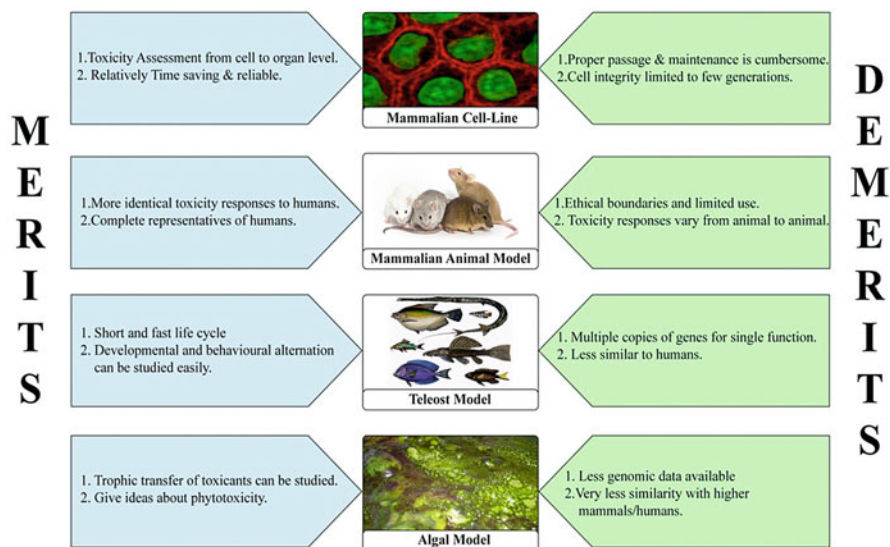 MERITS
1.Toxicity Assessment from cell to organ level.
2. Relatively Time saving & reliable.
Mammalian Cell-Line
1.Proper passage & maintenance is cumbersome.
2.Cell integrity limited to few generations.
1.More identical toxicity responses to humans.
2.Complete representatives of humans.
Mammalian Animal Model
1.Ethical boundaries and limited use.
2. Toxicity responses vary from animal to animal.
1. Short and fast life cycle
2. Developmental and behavioural alternation
can be studied easily.
Teleost Model
1. Multiple copies of genes for single function.
2. Less similar to humans.
1. Trophic transfer of toxicants can be studied.
2. Give ideas about phytotoxicity.
Algal Model
1. Less genomic data available
2.Very less similarity with higher
mammals/humans.
DEMERITS